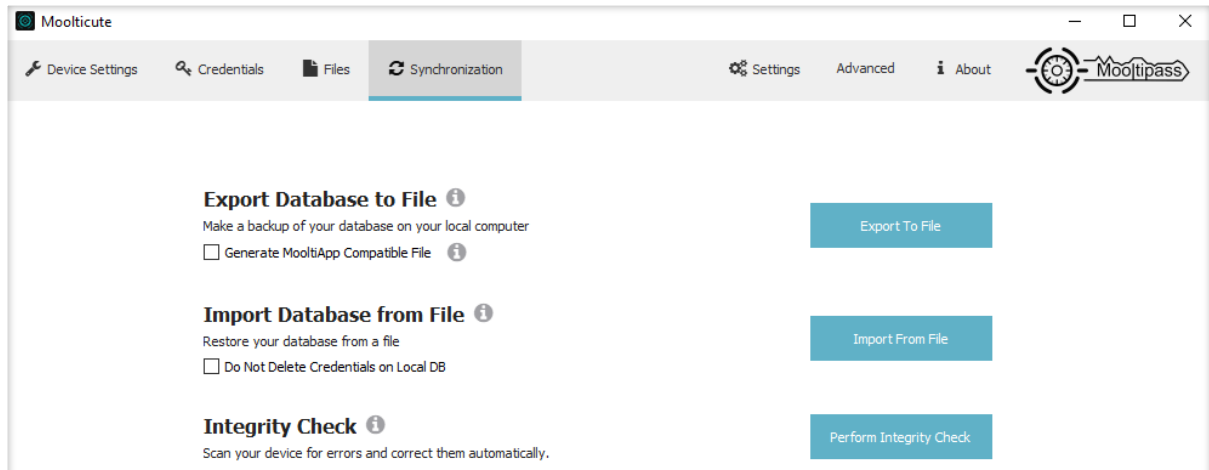 Moolticute
Device Settings Credentials Files Synchronization Settings Advanced i About Mooltipass
Export Database to File
Make a backup of your database on your local computer
Export To File
Generate MooltiApp Compatible File
Import Database from File
Restore your database from a file
Import From File
Do Not Delete Credentials on Local DB
Integrity Check
Perform Integrity Check
Scan your device for errors and correct them automatically.